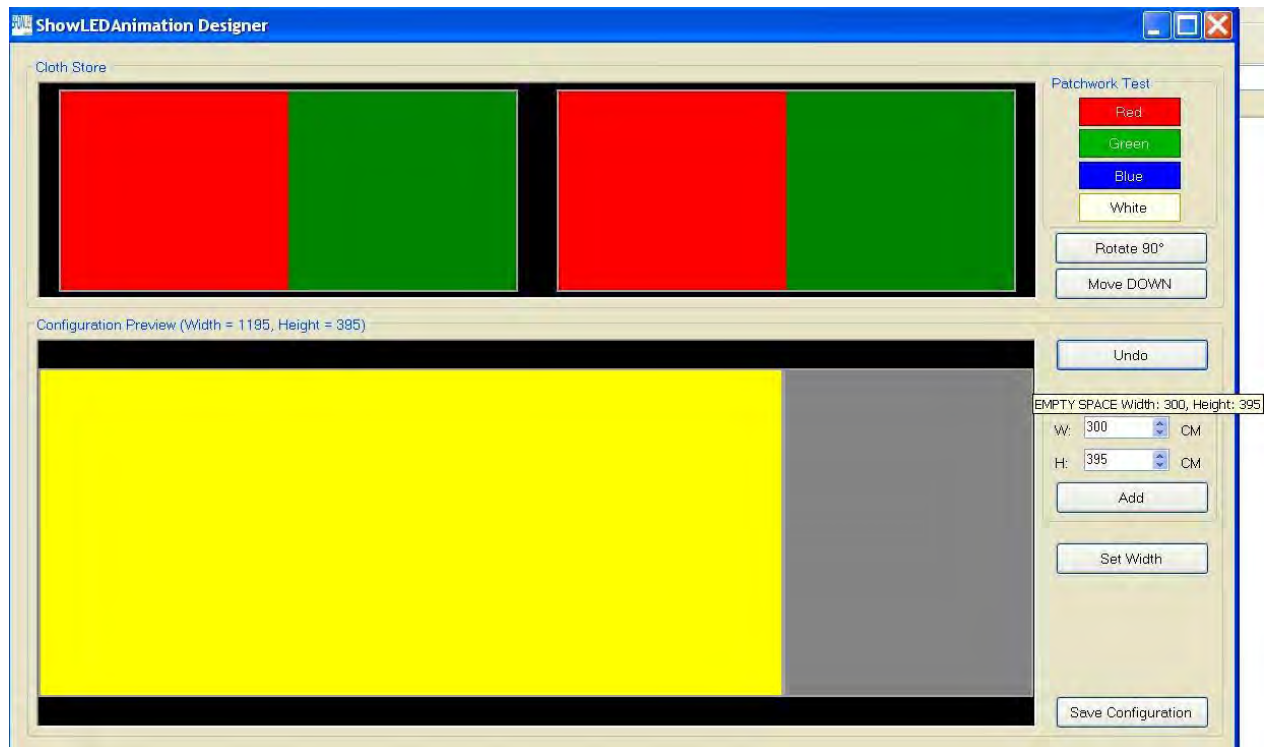 ShowLEDAnimation Designer
Cloth Store
Patchwork Test
Red
Green
Blue
White
Rotate 90°
Move DOWN
Configuration Preview (Width = 1195, Height = 395)
Undo
EMPTY SPACE Width: 300, Height: 395
W: 300 CM
H: 395 CM
Add
Set Width
Save Configuration